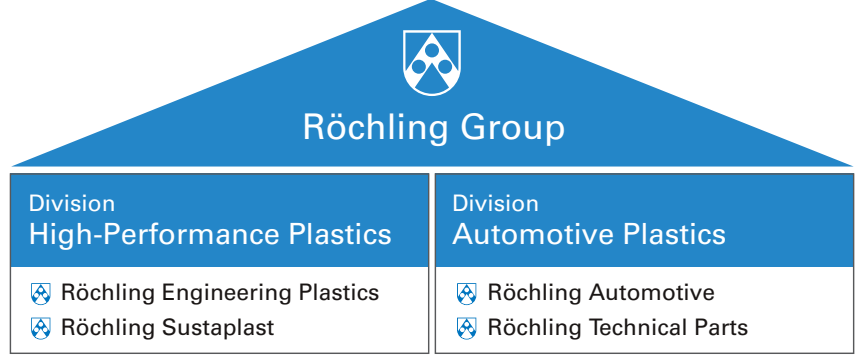 Röchling Group
Division
High-Performance Plastics
Röchling Engineering Plastics
Röchling Sustaplast
Division
Automotive Plastics
Röchling Automotive
Röchling Technical Parts